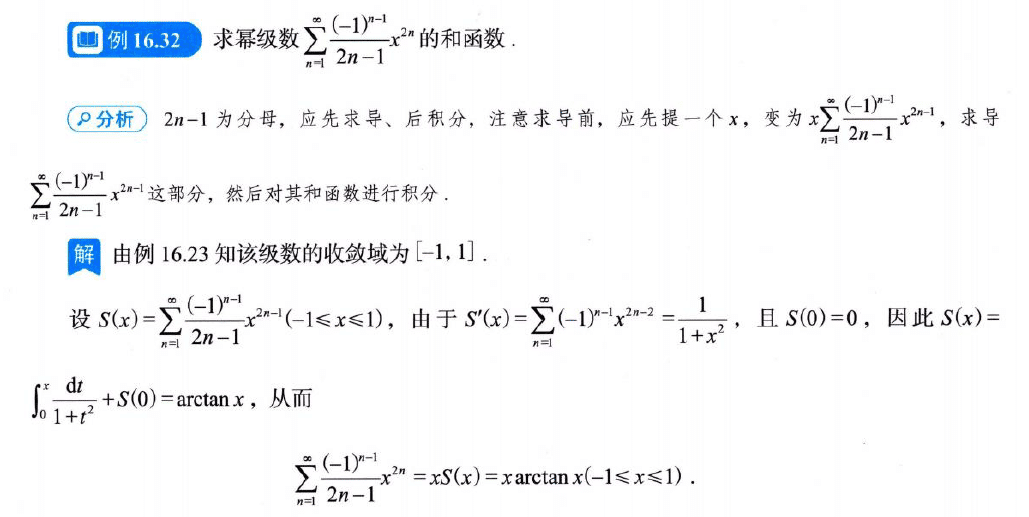 例 16.32 求幂级数 $\sum_{n=1}^{\infty}\frac{(-1)^{n-1}}{2n-1}x^{2n}$ 的和函数.
分析 2n-1 为分母，应先求导、后积分，注意求导前，应先提一个 x，变为 $x\sum_{n=1}^{\infty}\frac{(-1)^{n-1}}{2n-1}x^{2n-1}$，求导
$\sum_{n=1}^{\infty}\frac{(-1)^{n-1}}{2n-1}x^{2n-1}$ 这部分，然后对其和函数进行积分.
解 由例 16.23 知该级数的收敛域为 [-1, 1].
设 $S(x)=\sum_{n=1}^{\infty}\frac{(-1)^{n-1}}{2n-1}x^{2n-1}(-1\leqslant x\leqslant 1)$，由于 $S'(x)=\sum_{n=1}^{\infty}(-1)^{n-1}x^{2n-2}=\frac{1}{1+x^2}$，且 $S(0)=0$，因此 $S(x)=$
$\int_0^x\frac{\mathrm{d}t}{1+t^2}+S(0)=\arctan x$，从而
$\sum_{n=1}^{\infty}\frac{(-1)^{n-1}}{2n-1}x^{2n}=xS(x)=x\arctan x(-1\leqslant x\leqslant 1)$.